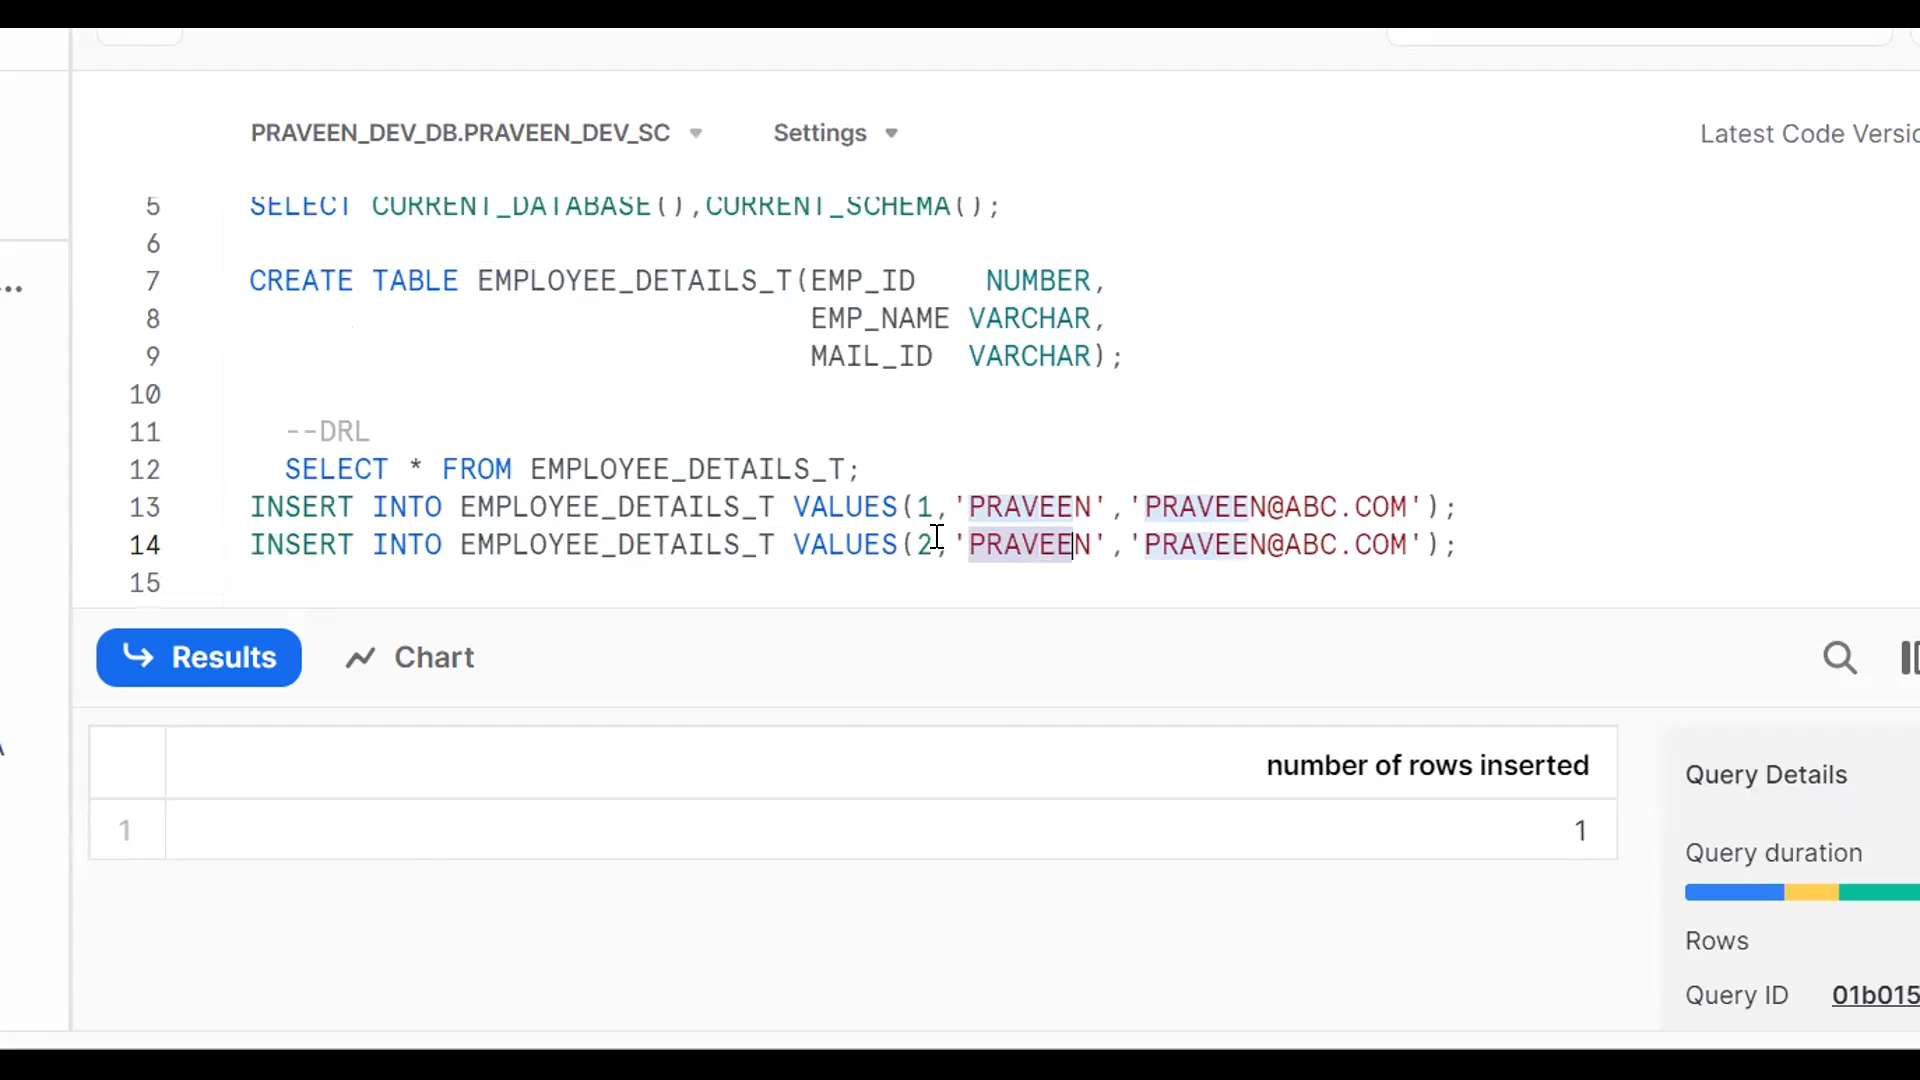 PRAVEEN_DEV_DB.PRAVEEN_DEV_SC Settings Latest Code
5 SELECT CURRENT_DATABASE(),CURRENT_SCHEMA();
6
7 CREATE TABLE EMPLOYEE_DETAILS_T(EMP_ID NUMBER,
8 EMP_NAME VARCHAR,
9 MAIL_ID VARCHAR);
10
11 --DRL
12 SELECT * FROM EMPLOYEE_DETAILS_T;
13 INSERT INTO EMPLOYEE_DETAILS_T VALUES(1,'PRAVEEN','PRAVEEN@ABC.COM');
14 INSERT INTO EMPLOYEE_DETAILS_T VALUES(2,'PRAVEEN','PRAVEEN@ABC.COM');
15
Results Chart
number of rows inserted
1 1
Query Details
Query duration
Rows
Query ID 01b015